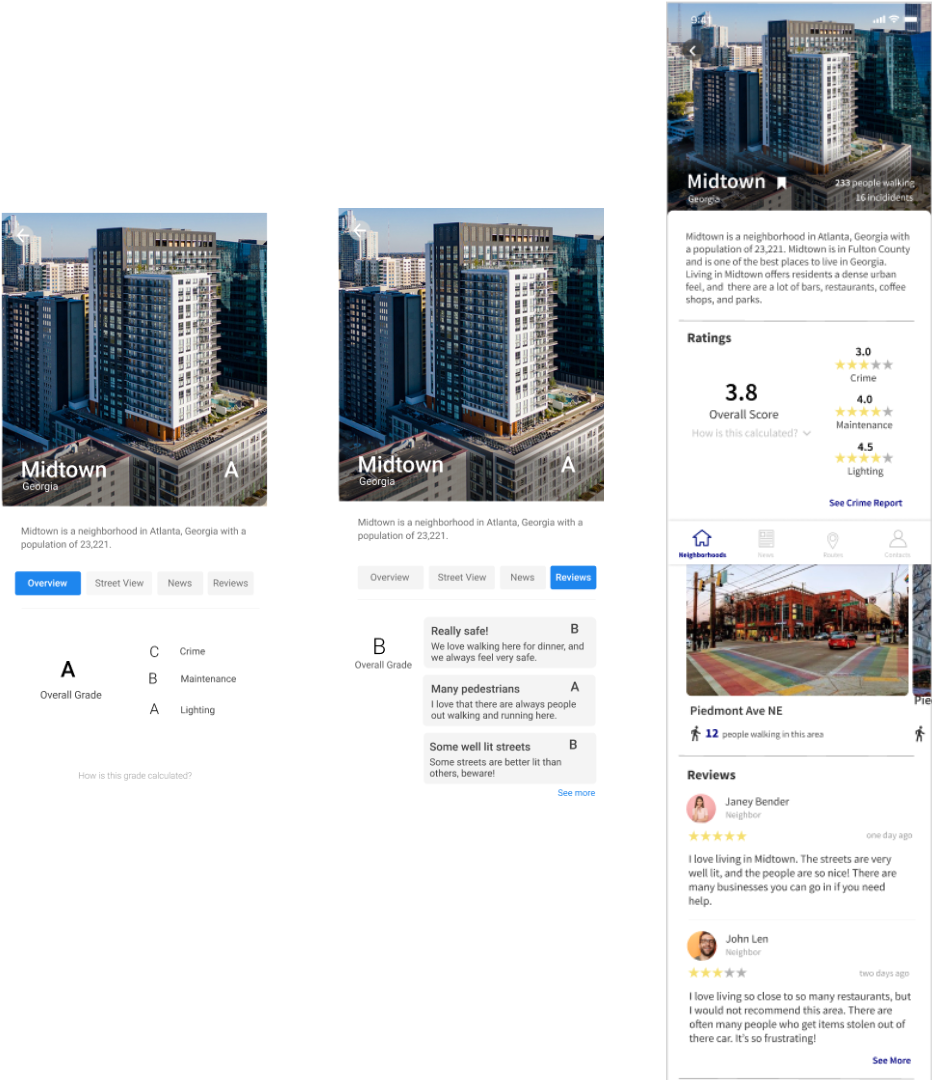 Midtown
Georgia
A
Midtown is a neighborhood in Atlanta, Georgia with a
population of 23,221.
Overview
Street View
News
Reviews
A
Overall Grade
C Crime
B Maintenance
A Lighting
How is this grade calculated?
Midtown
Georgia
A
Midtown is a neighborhood in Atlanta, Georgia with a
population of 23,221.
Overview
Street View
News
Reviews
B
Overall Grade
Really safe! B
We love walking here for dinner, and
we always feel very safe.
Many pedestrians A
I love that there are always people
out walking and running here.
Some well lit streets B
Some streets are better lit than
others, beware!
See more
9:41
Midtown
Georgia
233 people walking
16 incididents
Midtown is a neighborhood in Atlanta, Georgia with
a population of 23,221. Midtown is in Fulton County
and is one of the best places to live in Georgia.
Living in Midtown offers residents a dense urban
feel, and there are a lot of bars, restaurants, coffee
shops, and parks.
Ratings
3.8
Overall Score
How is this calculated?
3.0
Crime
4.0
Maintenance
4.5
Lighting
See Crime Report
Neighborhoods
News
Routes
Contacts
Piedmont Ave NE
12 people walking in this area
Pie
Reviews
Janey Bender
Neighbor
one day ago
I love living in Midtown. The streets are very
well lit, and the people are so nice! There are
many businesses you can go in if you need
help.
John Len
Neighbor
two days ago
I love living so close to so many restaurants, but
I would not recommend this area. There are
often many people who get items stolen out of
there car. It's so frustrating!
See More